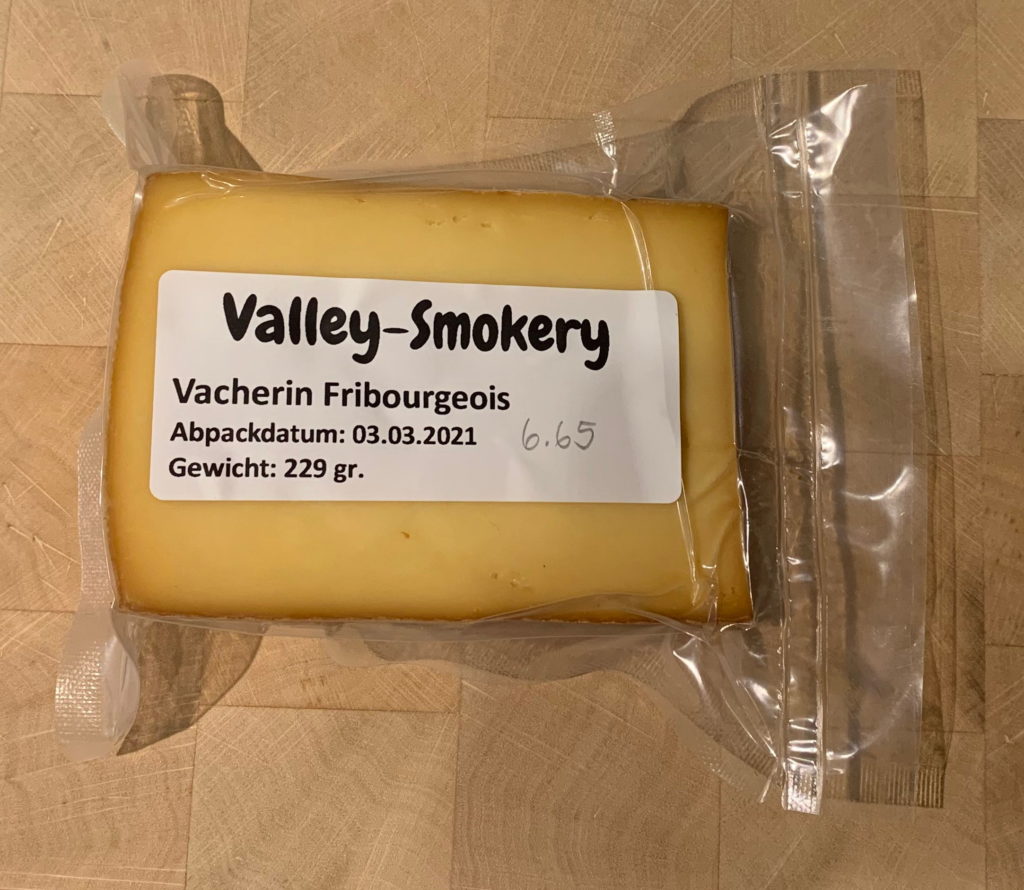 Valley-Smokery
Vacherin Fribourgeois
Abpackdatum: 03.03.2021 6.65
Gewicht: 229 gr.